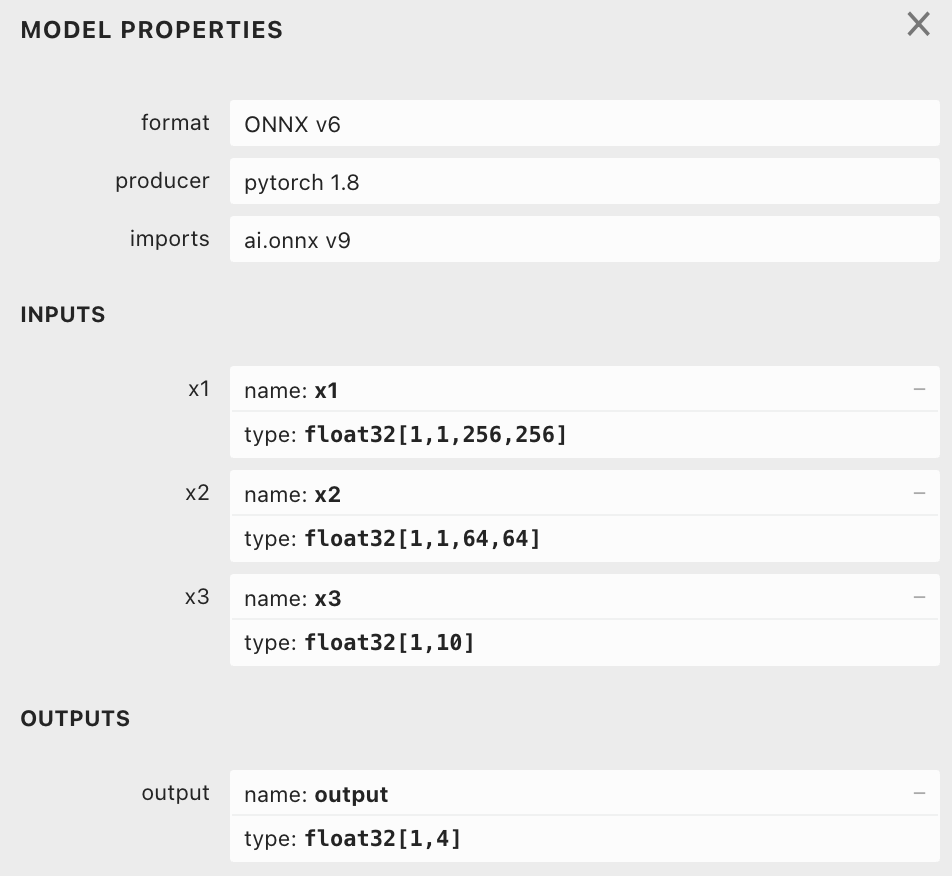 MODEL PROPERTIES
format ONNX v6
producer pytorch 1.8
imports ai.onnx v9
INPUTS
x1 name: x1
type: float32[1,1,256,256]
x2 name: x2
type: float32[1,1,64,64]
x3 name: x3
type: float32[1,10]
OUTPUTS
output name: output
type: float32[1,4]